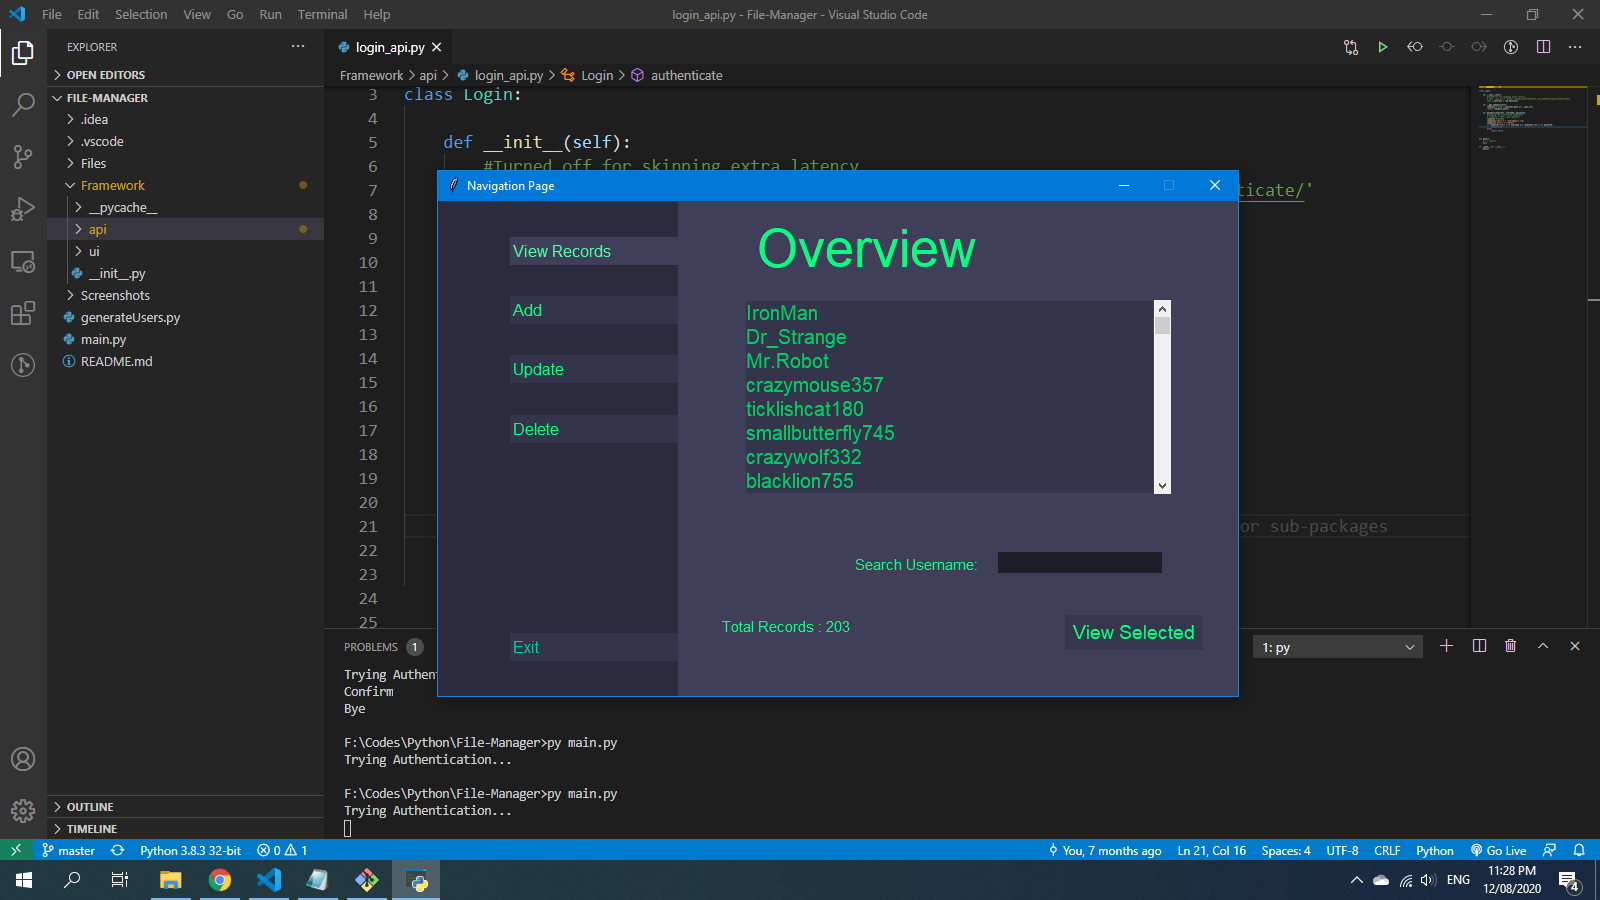 File Edit Selection View Go Run Terminal Help
login_api.py - File-Manager - Visual Studio Code
EXPLORER
OPEN EDITORS
FILE-MANAGER
.idea
.vscode
Files
Framework
__pycache__
api
ui
__init__.py
Screenshots
generateUsers.py
main.py
README.md
OUTLINE
TIMELINE
login_api.py
Framework > api > login_api.py > Login > authenticate
3 class Login:
4
5 def __init__(self):
6 #Turned off for skipping extra latency
7 ticate/'
8
9
10
11
12
13
14
15
16
17
18
19
20
21 or sub-packages
22
23
24
25
Navigation Page
View Records
Add
Update
Delete
Exit
Overview
IronMan
Dr_Strange
Mr.Robot
crazymouse357
ticklishcat180
smallbutterfly745
crazywolf332
blacklion755
Search Username:
Total Records : 203
View Selected
PROBLEMS 1
1: py
Trying Authen
Confirm
Bye
F:\Codes\Python\File-Manager>py main.py
Trying Authentication...
F:\Codes\Python\File-Manager>py main.py
Trying Authentication...
master Python 3.8.3 32-bit 0 1
You, 7 months ago Ln 21, Col 16 Spaces: 4 UTF-8 CRLF Python Go Live
ENG
11:28 PM
12/08/2020
4